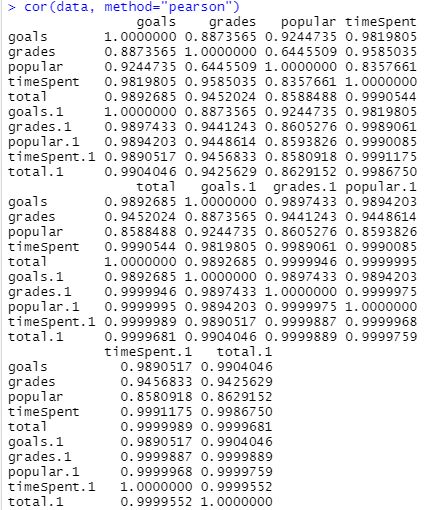 > cor(data, method="pearson")
goals grades popular timeSpent
goals 1.0000000 0.8873565 0.9244735 0.9819805
grades 0.8873565 1.0000000 0.6445509 0.9585035
popular 0.9244735 0.6445509 1.0000000 0.8357661
timeSpent 0.9819805 0.9585035 0.8357661 1.0000000
total 0.9892685 0.9452024 0.8588488 0.9990544
goals.1 1.0000000 0.8873565 0.9244735 0.9819805
grades.1 0.9897433 0.9441243 0.8605276 0.9989061
popular.1 0.9894203 0.9448614 0.8593826 0.9990085
timeSpent.1 0.9890517 0.9456833 0.8580918 0.9991175
total.1 0.9904046 0.9425629 0.8629152 0.9986750
total goals.1 grades.1 popular.1
goals 0.9892685 1.0000000 0.9897433 0.9894203
grades 0.9452024 0.8873565 0.9441243 0.9448614
popular 0.8588488 0.9244735 0.8605276 0.8593826
timeSpent 0.9990544 0.9819805 0.9989061 0.9990085
total 1.0000000 0.9892685 0.9999946 0.9999995
goals.1 0.9892685 1.0000000 0.9897433 0.9894203
grades.1 0.9999946 0.9897433 1.0000000 0.9999975
popular.1 0.9999995 0.9894203 0.9999975 1.0000000
timeSpent.1 0.9999989 0.9890517 0.9999887 0.9999968
total.1 0.9999681 0.9904046 0.9999889 0.9999759
timeSpent.1 total.1
goals 0.9890517 0.9904046
grades 0.9456833 0.9425629
popular 0.8580918 0.8629152
timeSpent 0.9991175 0.9986750
total 0.9999989 0.9999681
goals.1 0.9890517 0.9904046
grades.1 0.9999887 0.9999889
popular.1 0.9999968 0.9999759
timeSpent.1 1.0000000 0.9999552
total.1 0.9999552 1.0000000